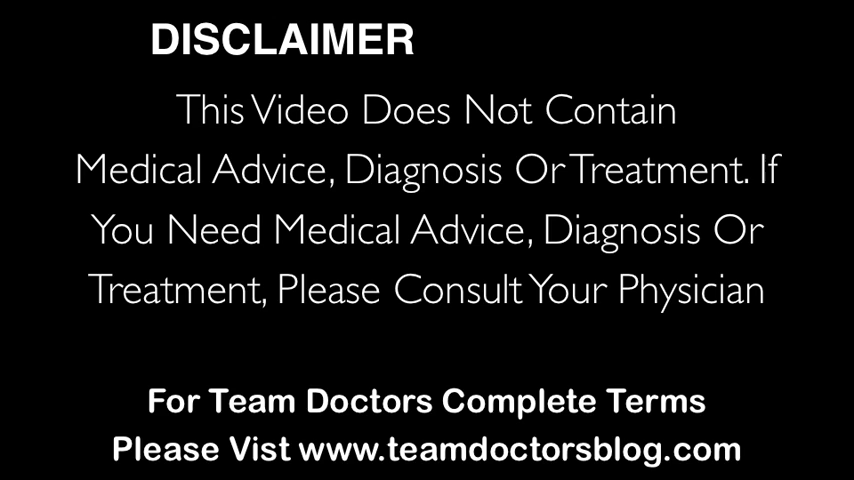 DISCLAIMER
This Video Does Not Contain
Medical Advice, Diagnosis Or Treatment. If
You Need Medical Advice, Diagnosis Or
Treatment, Please Consult Your Physician
For Team Doctors Complete Terms
Please Vist www.teamdoctorsblog.com